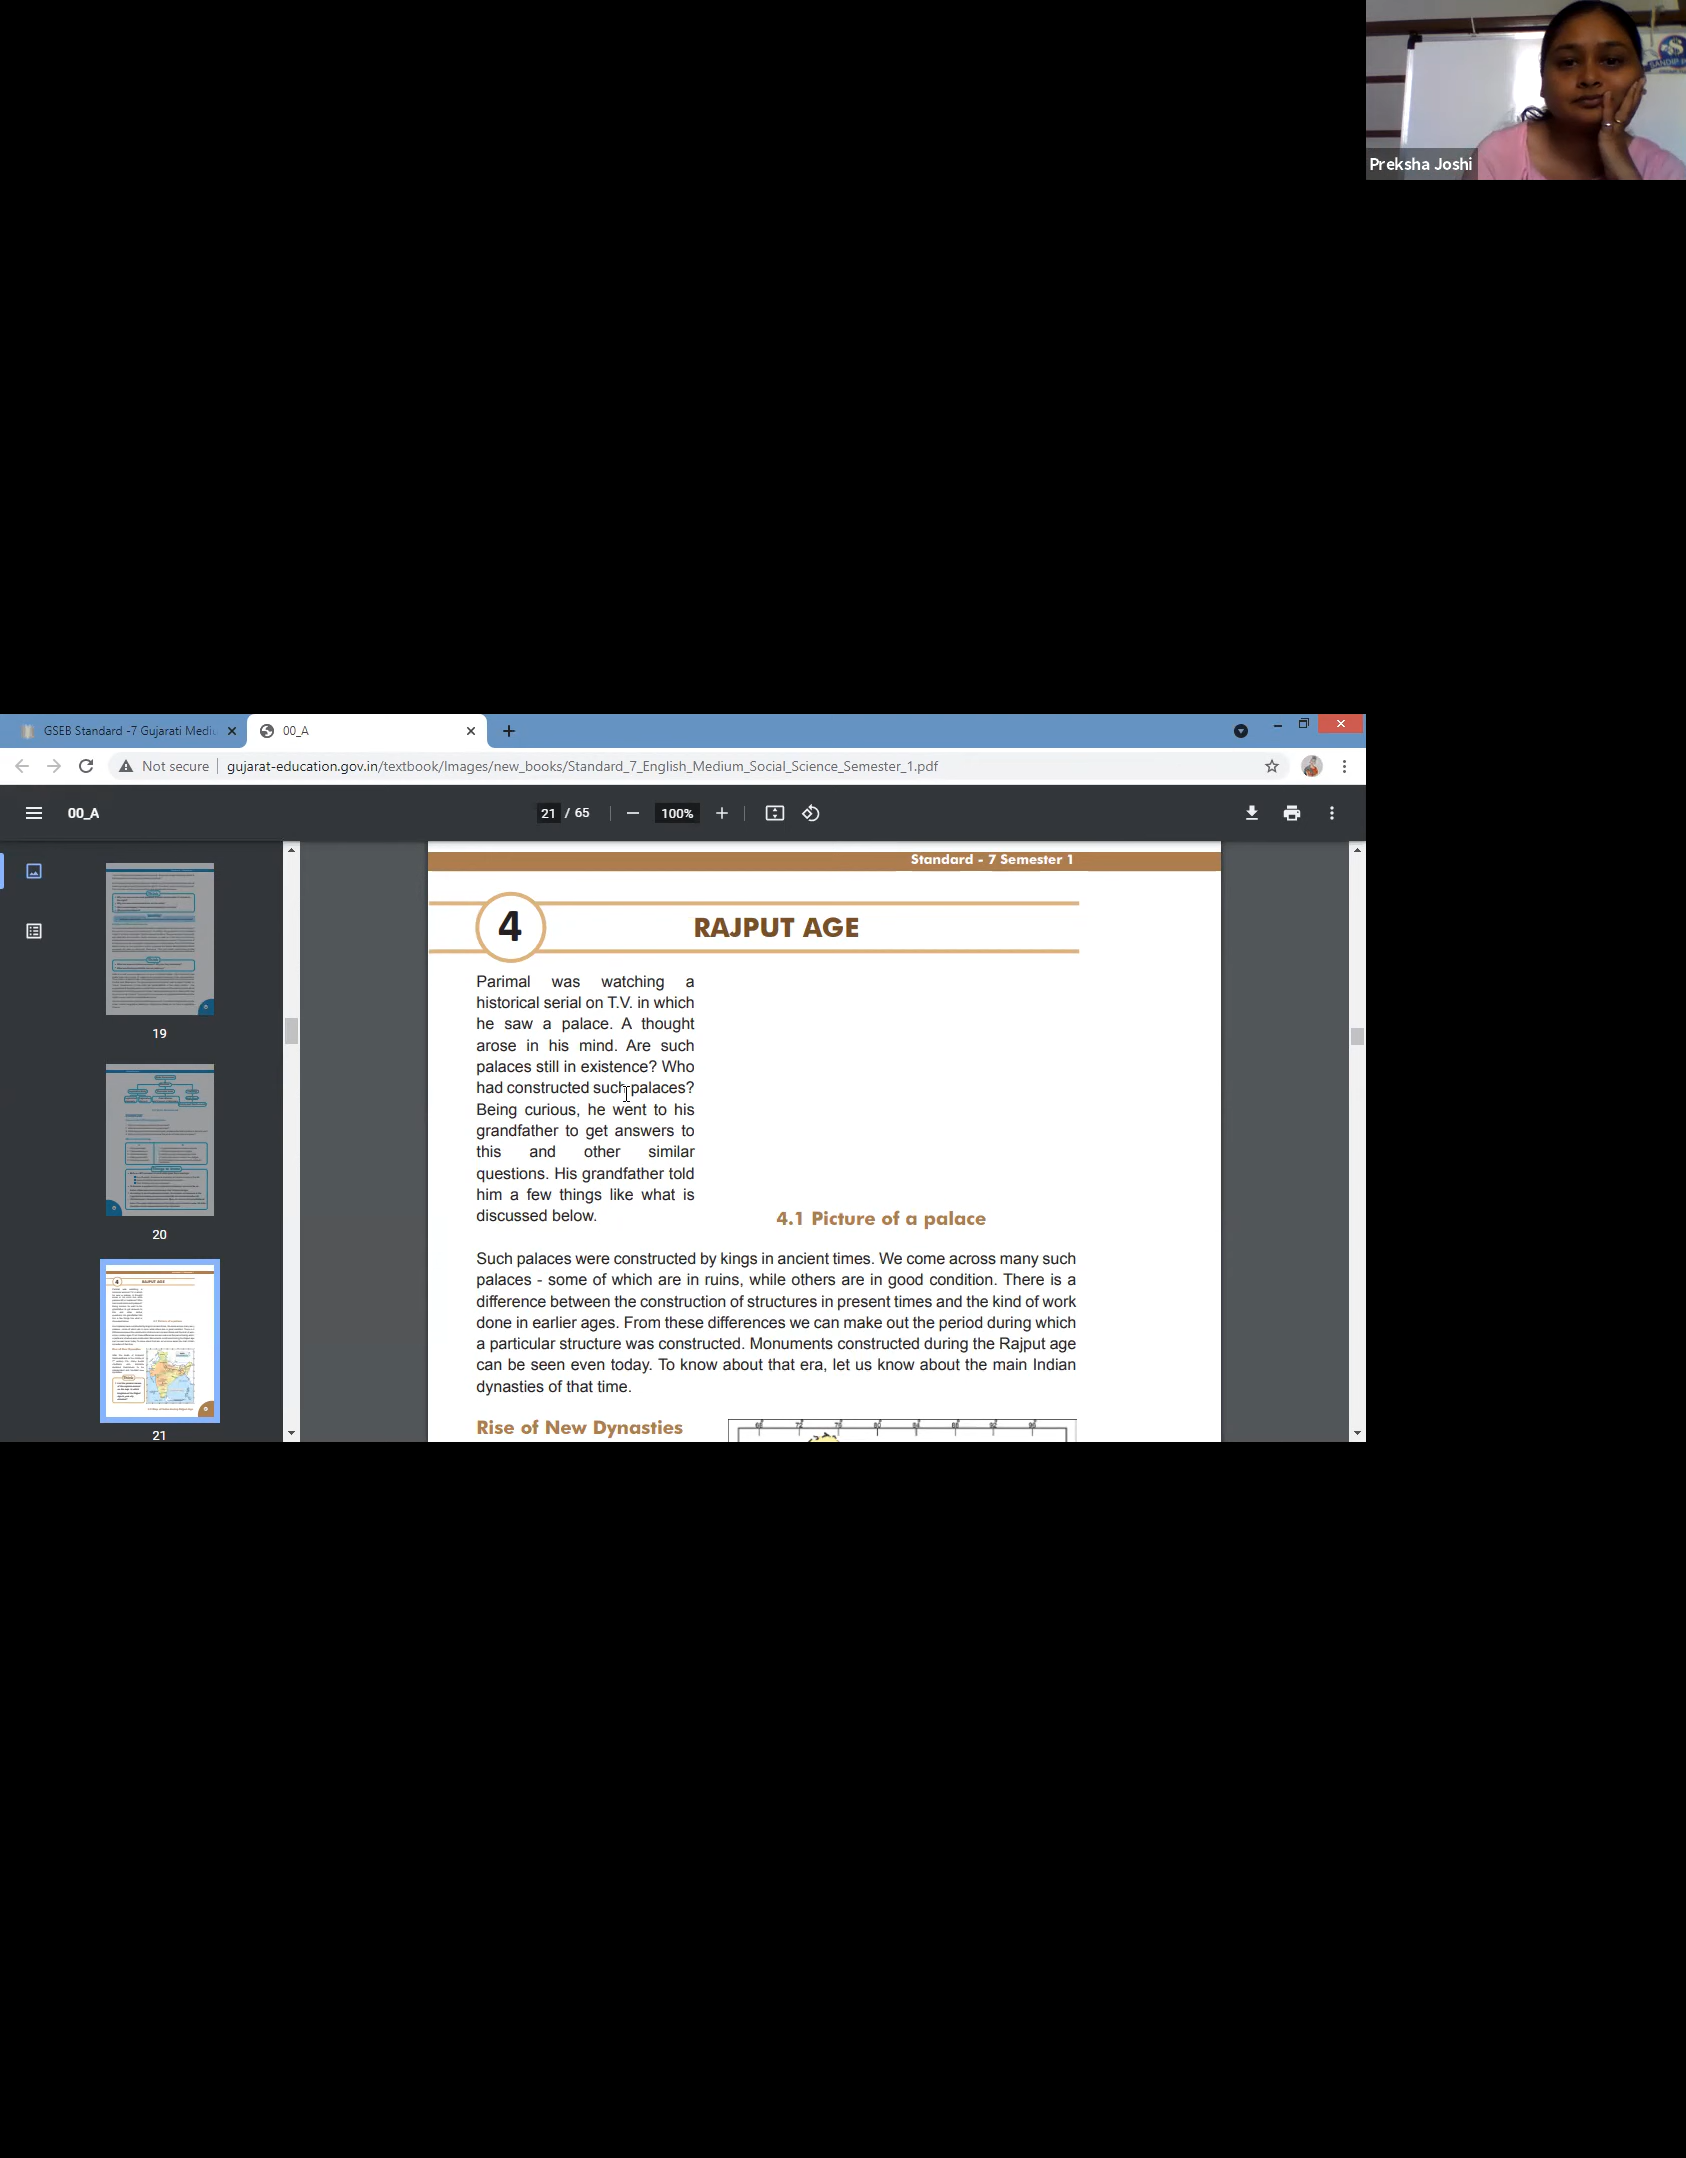 Preksha Joshi
GSEB Standard -7 Gujarati Mediu
00_A
Not secure
gujarat-education.gov.in/textbook/Images/new_books/Standard_7_English_Medium_Social_Science_Semester_1.pdf
00_A
21 / 65
100%
19
20
21
Standard - 7 Semester 1
4
RAJPUT AGE
Parimal was watching a
historical serial on T.V. in which
he saw a palace. A thought
arose in his mind. Are such
palaces still in existence? Who
had constructed such palaces?
Being curious, he went to his
grandfather to get answers to
this and other similar
questions. His grandfather told
him a few things like what is
discussed below.
4.1 Picture of a palace
Such palaces were constructed by kings in ancient times. We come across many such
palaces - some of which are in ruins, while others are in good condition. There is a
difference between the construction of structures in present times and the kind of work
done in earlier ages. From these differences we can make out the period during which
a particular structure was constructed. Monuments constructed during the Rajput age
can be seen even today. To know about that era, let us know about the main Indian
dynasties of that time.
Rise of New Dynasties